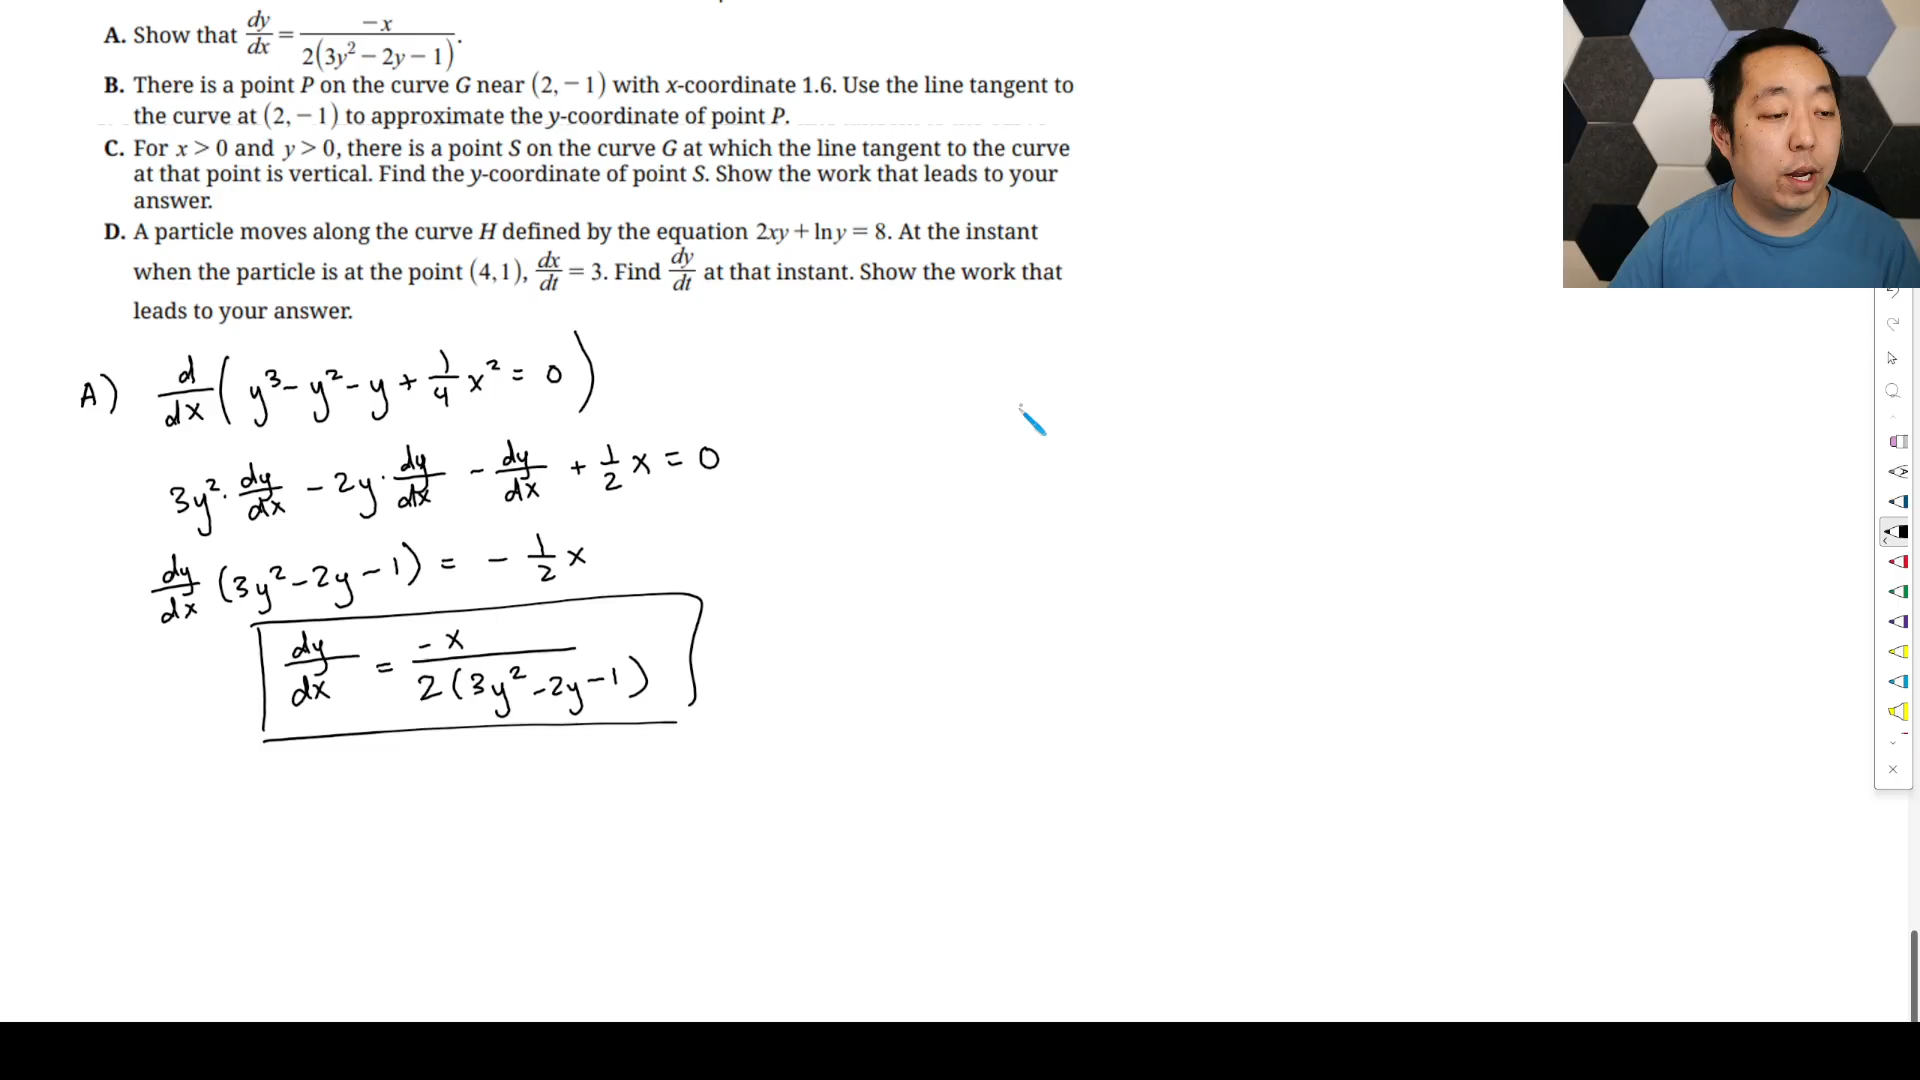 A. Show that dy/dx = -x / 2(3y² - 2y - 1).
B. There is a point P on the curve G near (2, -1) with x-coordinate 1.6. Use the line tangent to
the curve at (2, -1) to approximate the y-coordinate of point P.
C. For x > 0 and y > 0, there is a point S on the curve G at which the line tangent to the curve
at that point is vertical. Find the y-coordinate of point S. Show the work that leads to your
answer.
D. A particle moves along the curve H defined by the equation 2xy + ln y = 8. At the instant
when the particle is at the point (4, 1), dx/dt = 3. Find dy/dt at that instant. Show the work that
leads to your answer.
A) d/dx ( y³ - y² - y + 1/4 x² = 0 )
3y² · dy/dx - 2y · dy/dx - dy/dx + 1/2 x = 0
dy/dx (3y² - 2y - 1) = - 1/2 x
dy/dx = -x / 2(3y² - 2y - 1)